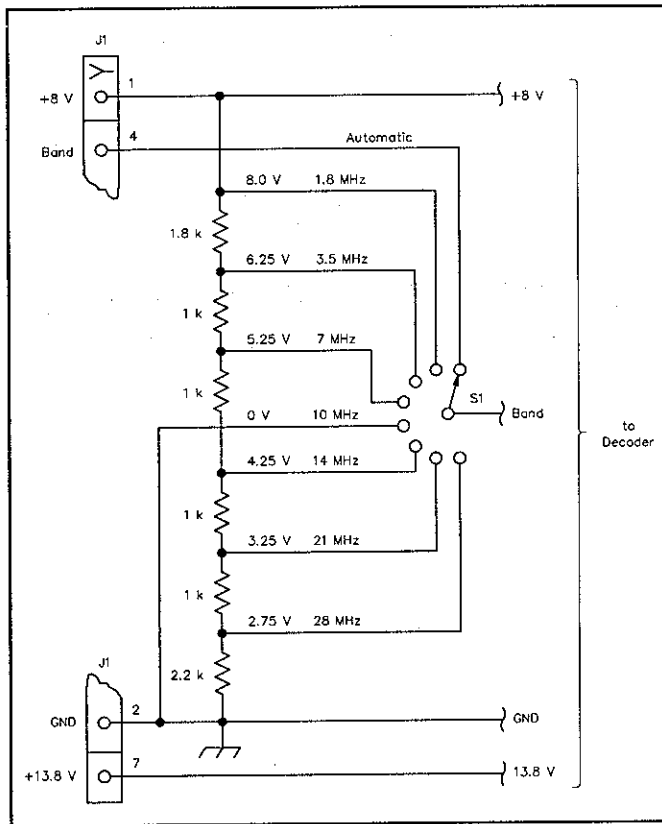 J1
1
+8 V
+8 V
4
Automatic
Band
8.0 V 1.8 MHz
1.8 k
6.25 V 3.5 MHz
1 k
5.25 V 7 MHz
1 k
S1
Band
0 V 10 MHz
to
Decoder
4.25 V 14 MHz
1 k
3.25 V 21 MHz
1 k
2.75 V 28 MHz
J1
2.2 k
2
GND
GND
7
+13.8 V
13.8 V